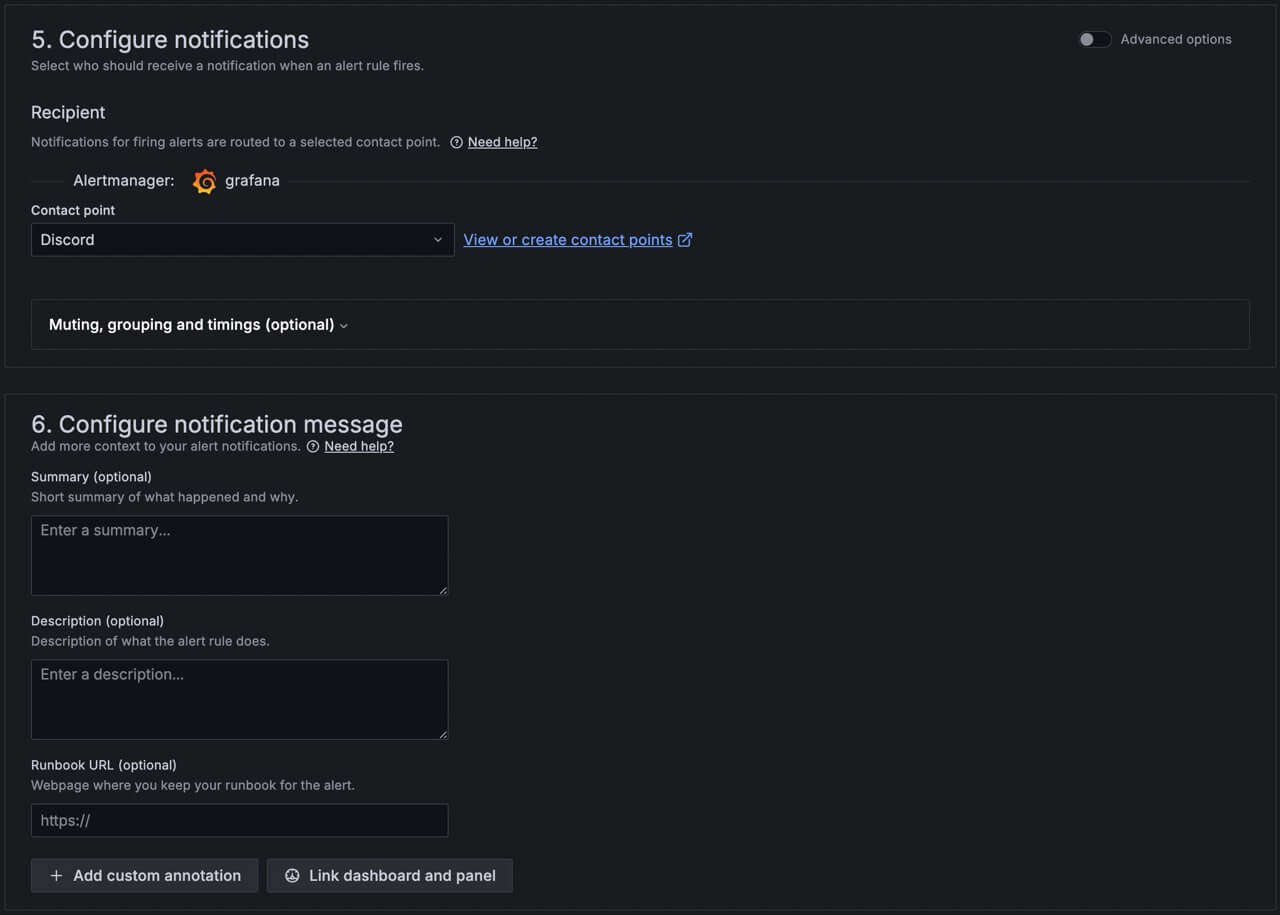 5. Configure notifications
Advanced options
Select who should receive a notification when an alert rule fires.
Recipient
Notifications for firing alerts are routed to a selected contact point. Need help?
Alertmanager: grafana
Contact point
Discord
View or create contact points
Muting, grouping and timings (optional)
6. Configure notification message
Add more context to your alert notifications. Need help?
Summary (optional)
Short summary of what happened and why.
Enter a summary...
Description (optional)
Description of what the alert rule does.
Enter a description...
Runbook URL (optional)
Webpage where you keep your runbook for the alert.
https://
Add custom annotation
Link dashboard and panel